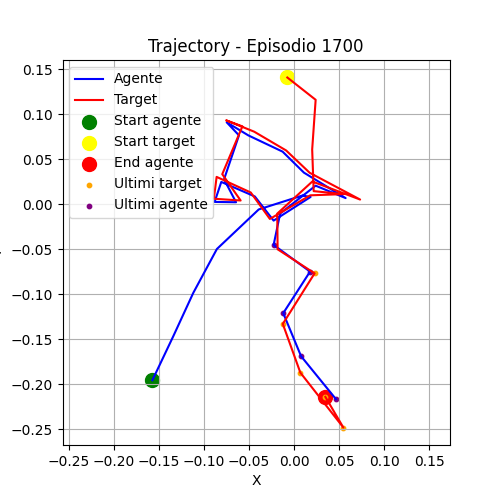 Trajectory - Episodio 1700
Agente
Target
Start agente
Start target
End agente
Ultimi target
Ultimi agente
0.15
0.10
0.05
0.00
−0.05
−0.10
−0.15
−0.20
−0.25
−0.25 −0.20 −0.15 −0.10 −0.05 0.00 0.05 0.10 0.15
X